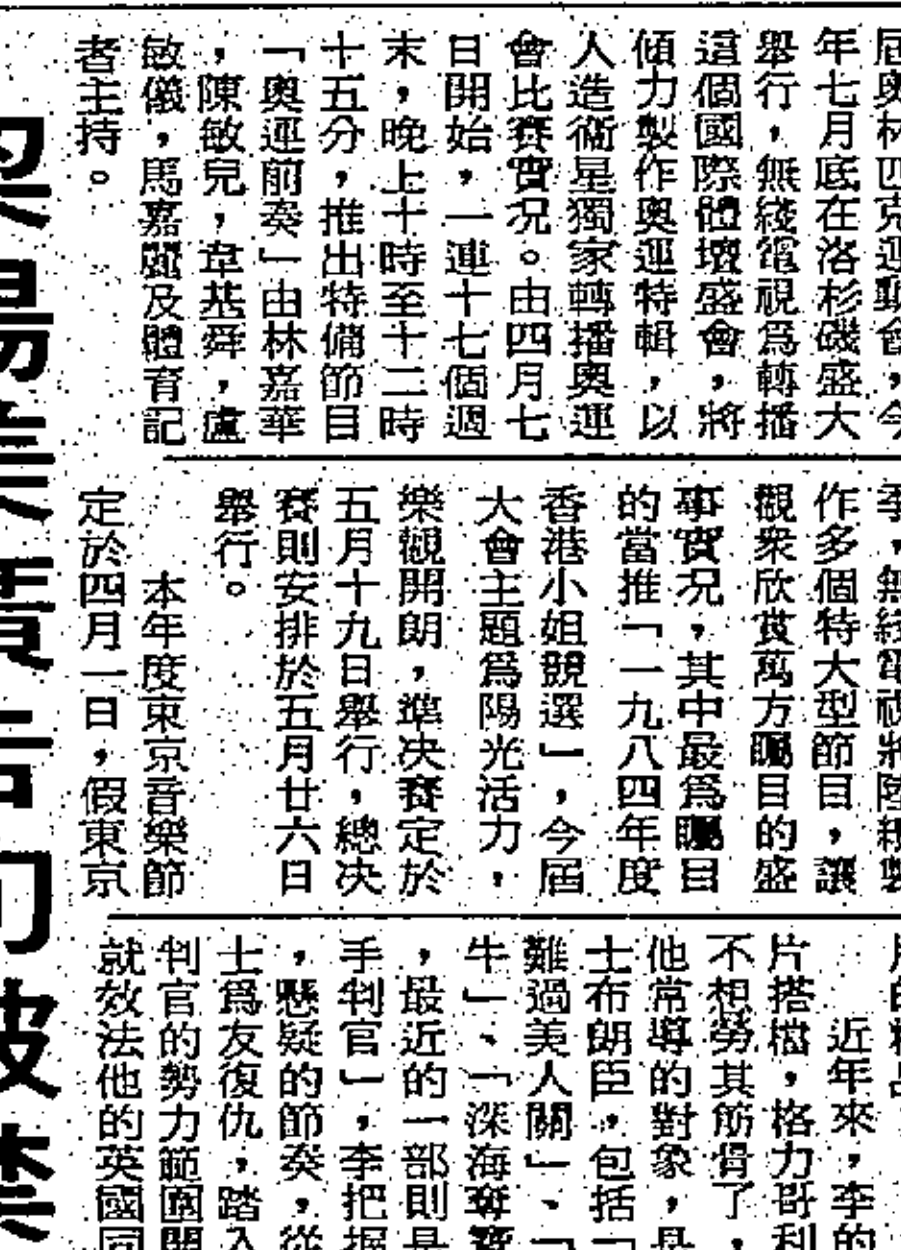 屆奧林匹克運動會,今
年七月底在洛杉磯盛大
舉行,無綫電視爲轉播
這個國際體壇盛會,將
傾力製作奧運特輯,以
人造衞星獨家轉播奧運
會比賽實况。由四月七
日開始,一連十七個週
末,晚上十時至十二時
十五分,推出特備節目
「奧運前奏」由林嘉華
,陳敏兒,韋基舜,盧
敏儀,馬嘉麗及體育記
者主持。
季,無綫電視將陸續製
作多個特大型節目,讓
觀衆欣賞萬方矚目的盛
事實况,其中最爲矚目
的當推「一九八四年度
香港小姐競選」,今屆
大會主題爲陽光活力,
樂觀開朗,準决賽定於
五月十九日舉行,總决
賽則安排於五月廿六日
舉行。
本年度東京音樂節
定於四月一日,假東京
近年來,李的
片搭檔,格力哥利
不想勞其筋骨了,
他常導的對象,是
士布朗臣,包括「
難過美人關」、「
牛」、「深海奪寶
,最近的一部則是
手判官」,李把握
,懸疑的節奏,從
士爲友復仇,踏入
判官的勢力範圍開
就效法他的英國同